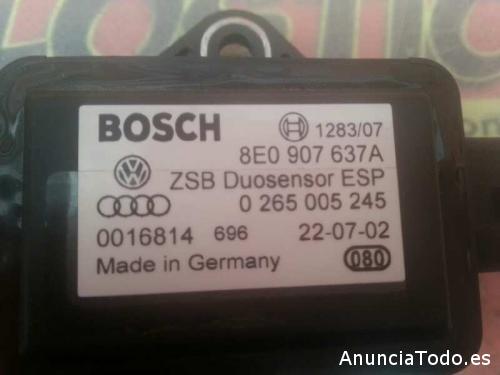 BOSCH 1283/07
8E0 907 637A
ZSB Duosensor ESP
0 265 005 245
0016814 696 22-07-02
Made in Germany 080
AnunciaTodo.es